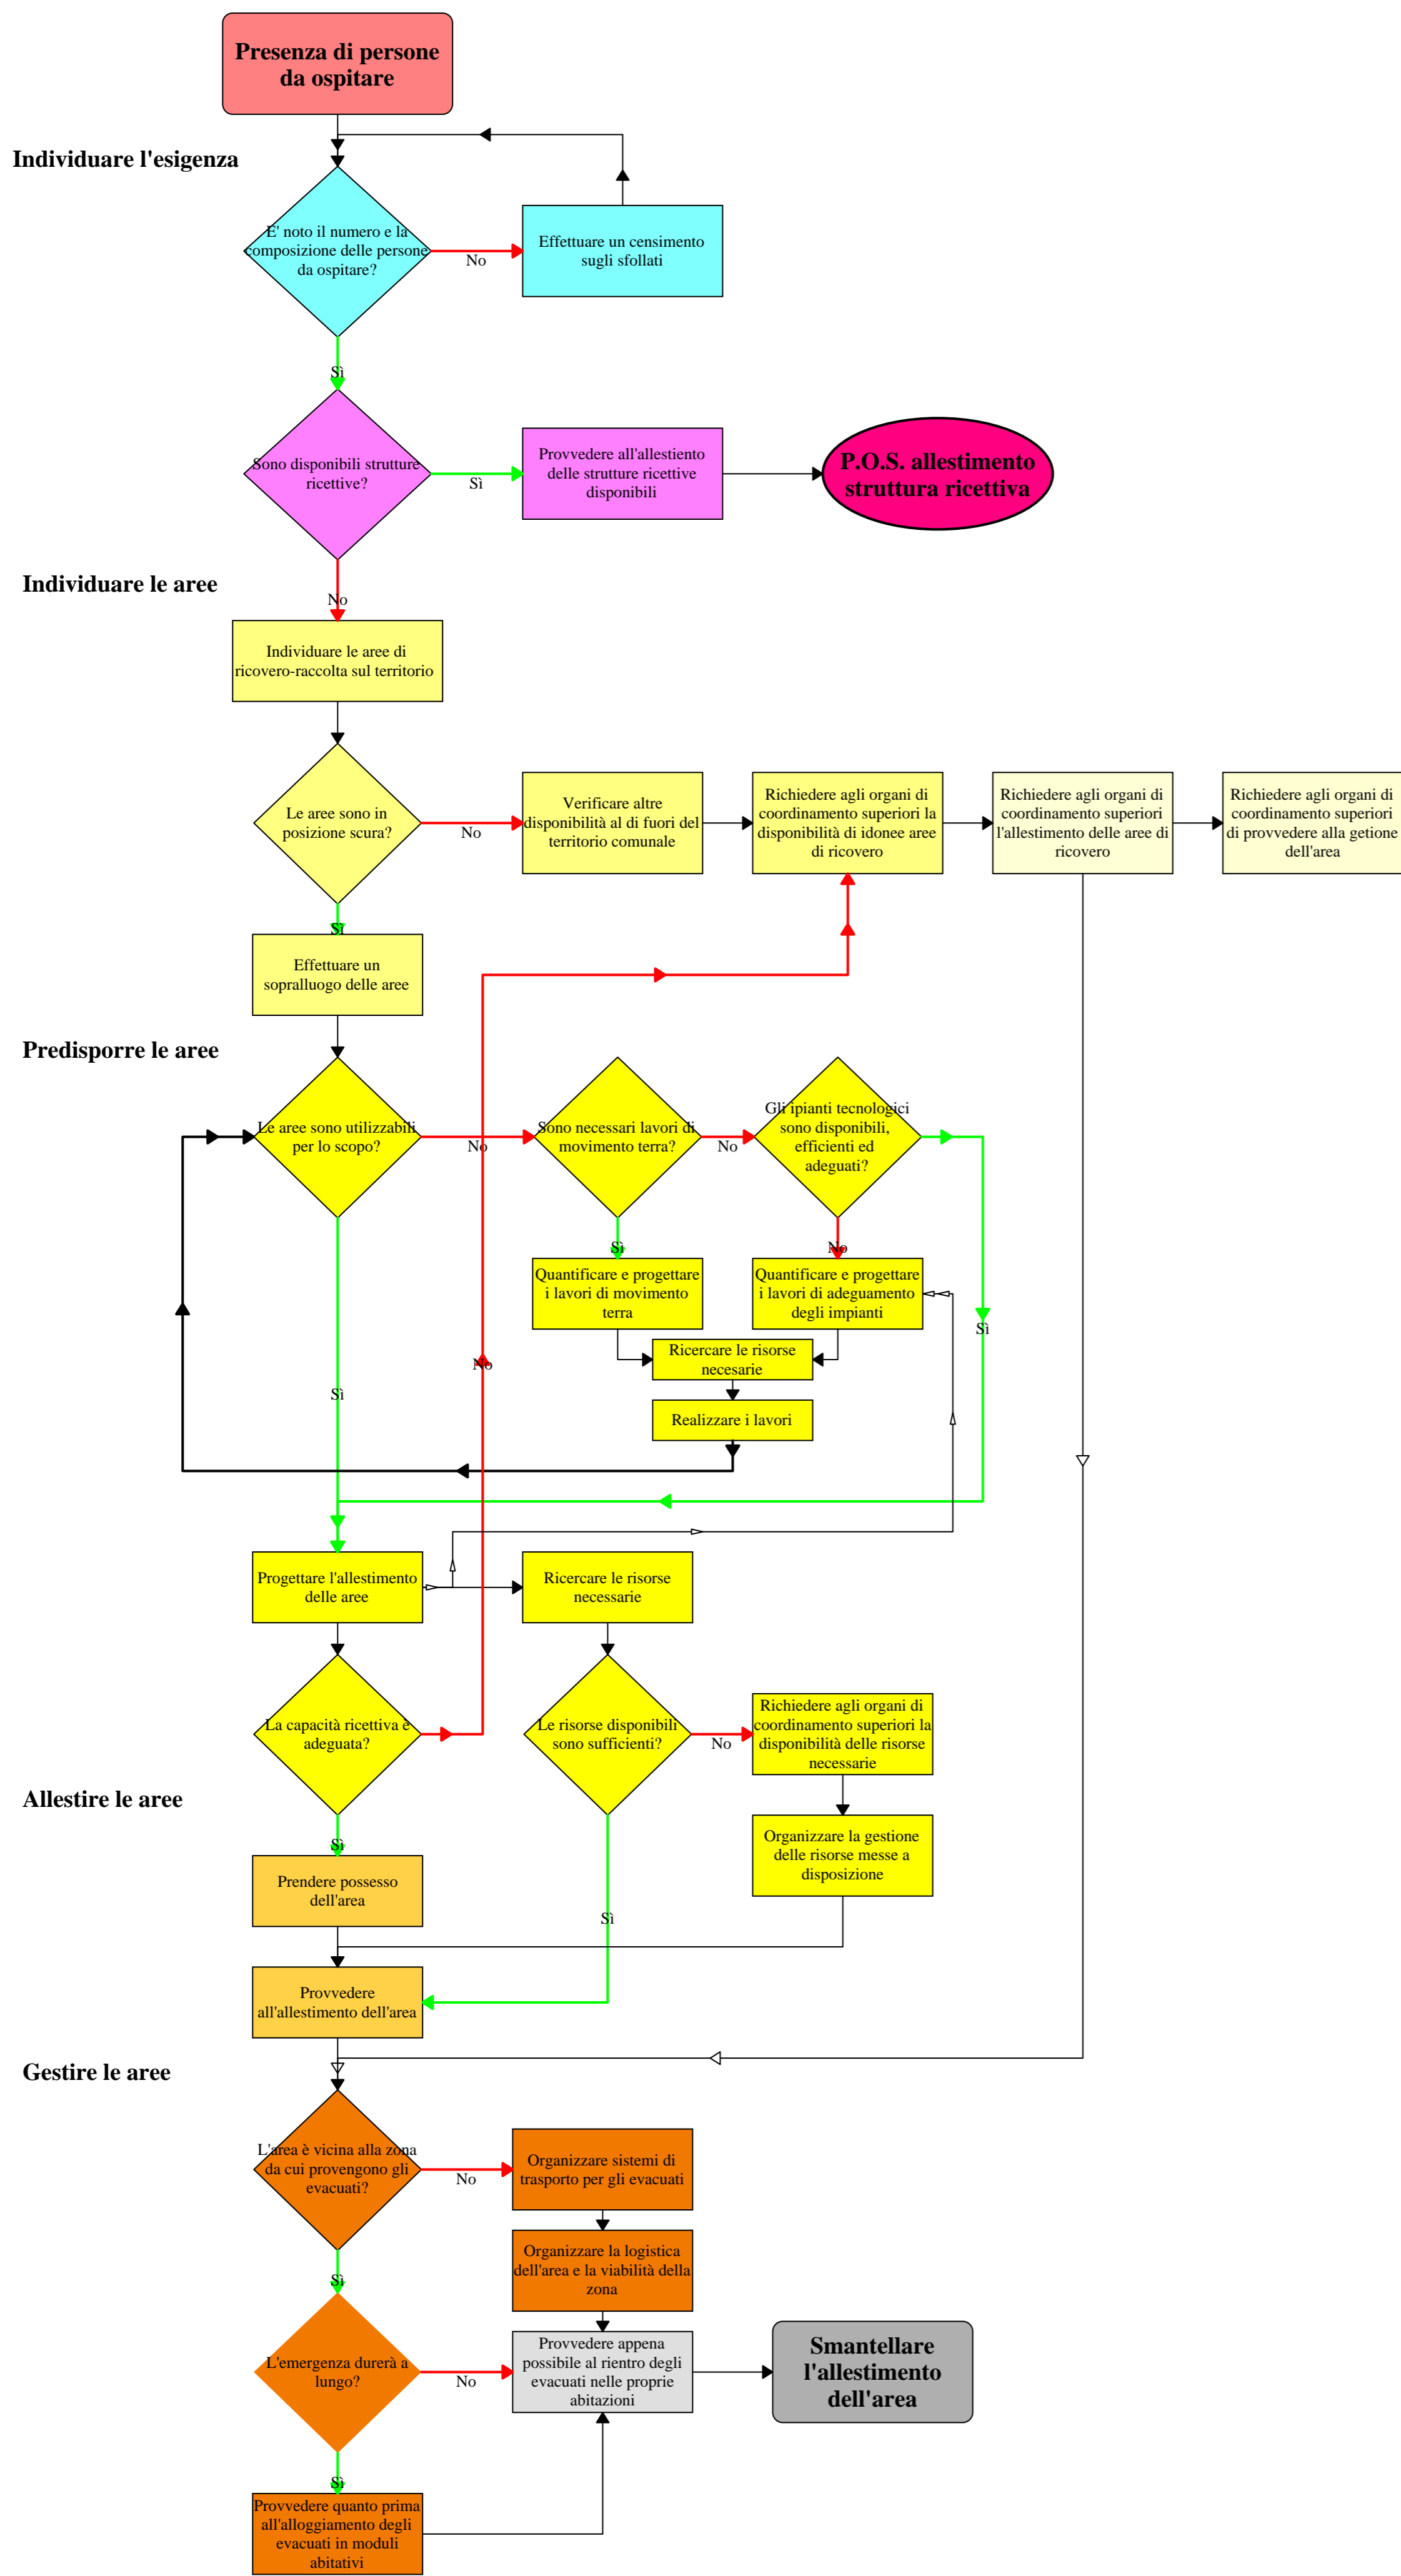 Presenza di persone
da ospitare
Individuare l'esigenza
E' noto il numero e la
composizione delle persone
da ospitare?
No
Effettuare un censimento
sugli sfollati
Sì
Sono disponibili strutture
ricettive?
Sì
Provvedere all'allestiento
delle strutture ricettive
disponibili
P.O.S. allestimento
struttura ricettiva
Individuare le aree
No
Individuare le aree di
ricovero-raccolta sul territorio
Le aree sono in
posizione scura?
No
Verificare altre
disponibilità al di fuori del
territorio comunale
Richiedere agli organi di
coordinamento superiori la
disponibilità di idonee aree
di ricovero
Richiedere agli organi di
coordinamento superiori
l'allestimento delle aree di
ricovero
Richiedere agli organi di
coordinamento superiori
di provvedere alla getione
dell'area
Sì
Effettuare un
sopralluogo delle aree
Predisporre le aree
Le aree sono utilizzabili
per lo scopo?
No
Sono necessari lavori di
movimento terra?
No
Gli ipianti tecnologici
sono disponibili,
efficienti ed
adeguati?
Sì
No
Quantificare e progettare
i lavori di movimento
terra
Quantificare e progettare
i lavori di adeguamento
degli impianti
Sì
Ricercare le risorse
necesarie
No
Sì
Realizzare i lavori
Progettare l'allestimento
delle aree
Ricercare le risorse
necessarie
La capacità ricettiva è
adeguata?
Le risorse disponibili
sono sufficienti?
No
Richiedere agli organi di
coordinamento superiori la
disponibilità delle risorse
necessarie
Allestire le aree
Sì
Organizzare la gestione
delle risorse messe a
disposizione
Prendere possesso
dell'area
Sì
Provvedere
all'allestimento dell'area
Gestire le aree
L'area è vicina alla zona
da cui provengono gli
evacuati?
No
Organizzare sistemi di
trasporto per gli evacuati
Organizzare la logistica
dell'area e la viabilità della
zona
Sì
L'emergenza durerà a
lungo?
No
Provvedere appena
possibile al rientro degli
evacuati nelle proprie
abitazioni
Smantellare
l'allestimento
dell'area
Sì
Provvedere quanto prima
all'alloggiamento degli
evacuati in moduli
abitativi